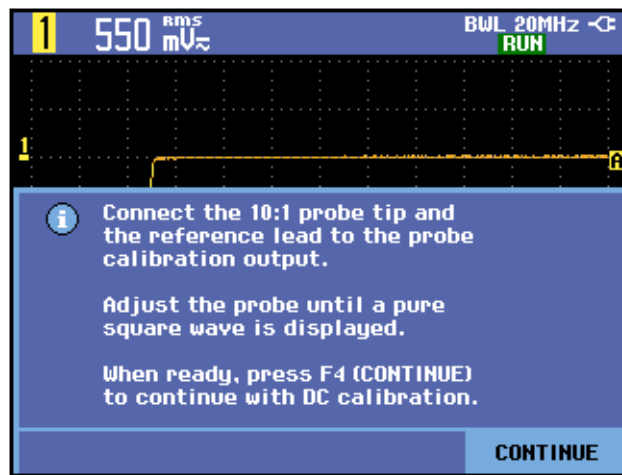 1 550 rms mV≂ BWL 20MHz
RUN
1
A
Connect the 10:1 probe tip and
the reference lead to the probe
calibration output.
Adjust the probe until a pure
square wave is displayed.
When ready, press F4 (CONTINUE)
to continue with DC calibration.
CONTINUE